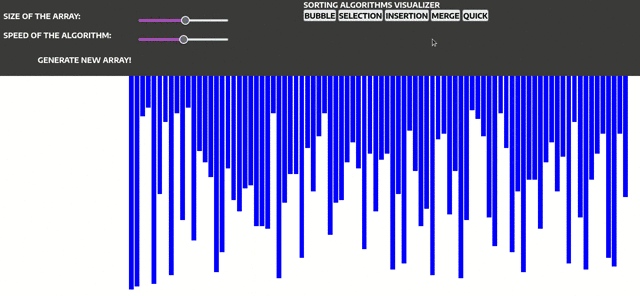 SORTING ALGORITHMS VISUALIZER
SIZE OF THE ARRAY:
BUBBLE SELECTION INSERTION MERGE QUICK
SPEED OF THE ALGORITHM:
GENERATE NEW ARRAY!